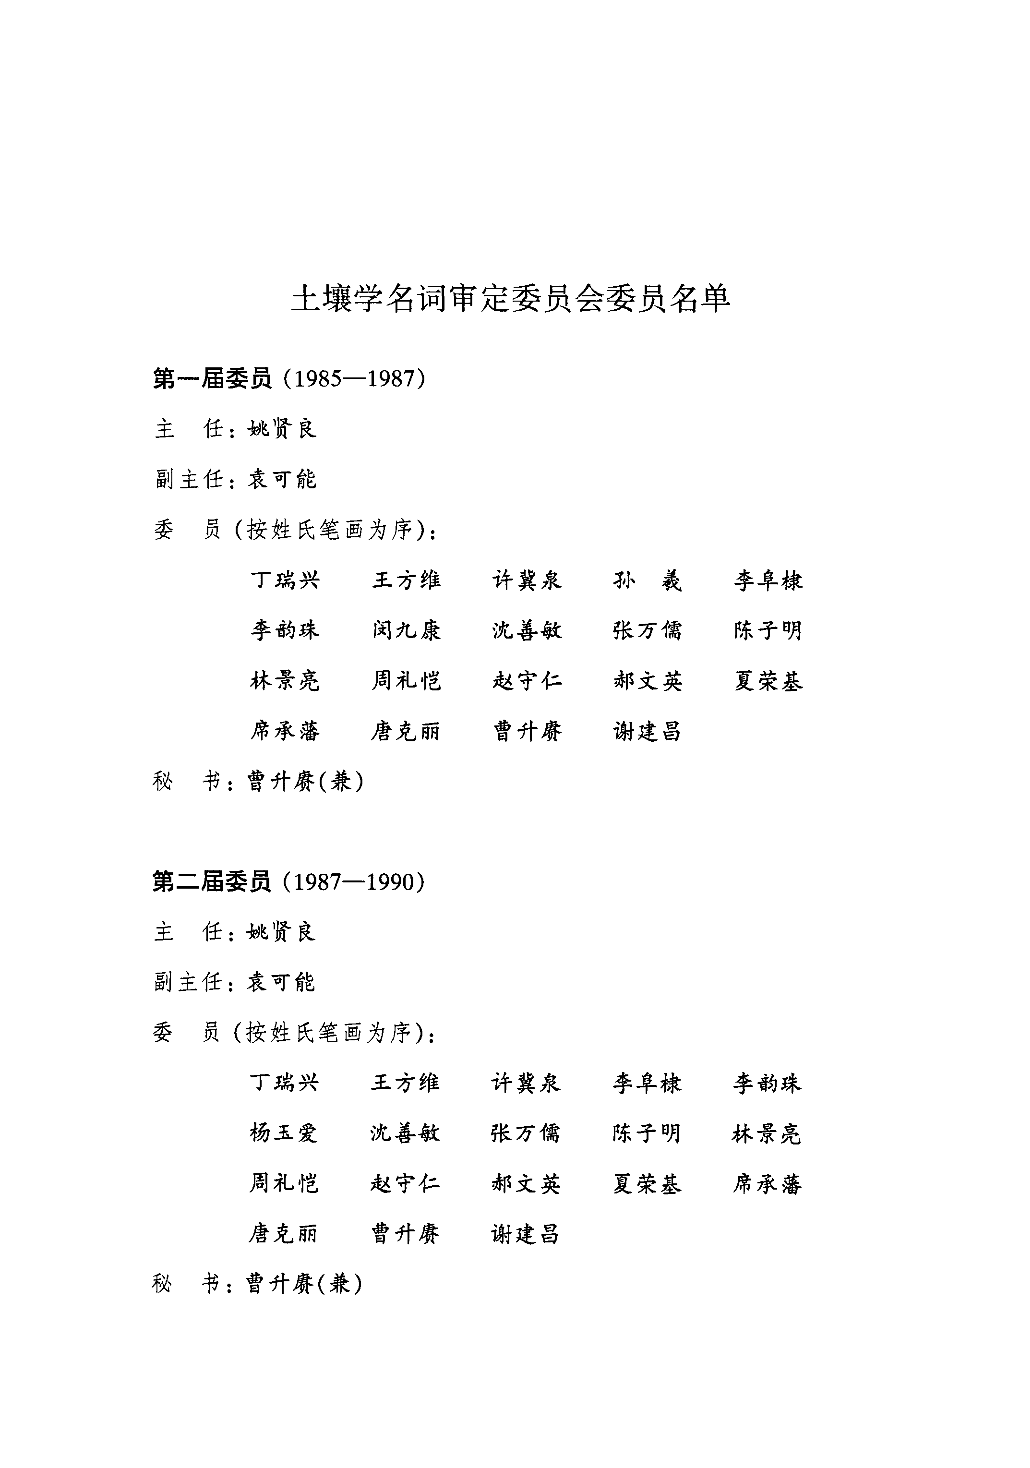 土壤学名词审定委员会委员名单
第一届委员 (1985—1987)
主　任: 姚贤良
副主任: 袁可能
委　员 (按姓氏笔画为序):
丁瑞兴　王方维　许冀泉　孙　羲　李阜棣
李韵珠　闵九康　沈善敏　张万儒　陈子明
林景亮　周礼恺　赵守仁　郝文英　夏荣基
席承藩　唐克丽　曹升赓　谢建昌
秘　书: 曹升赓(兼)
第二届委员 (1987—1990)
主　任: 姚贤良
副主任: 袁可能
委　员 (按姓氏笔画为序):
丁瑞兴　王方维　许冀泉　李阜棣　李韵珠
杨玉爱　沈善敏　张万儒　陈子明　林景亮
周礼恺　赵守仁　郝文英　夏荣基　席承藩
唐克丽　曹升赓　谢建昌
秘　书: 曹升赓(兼)